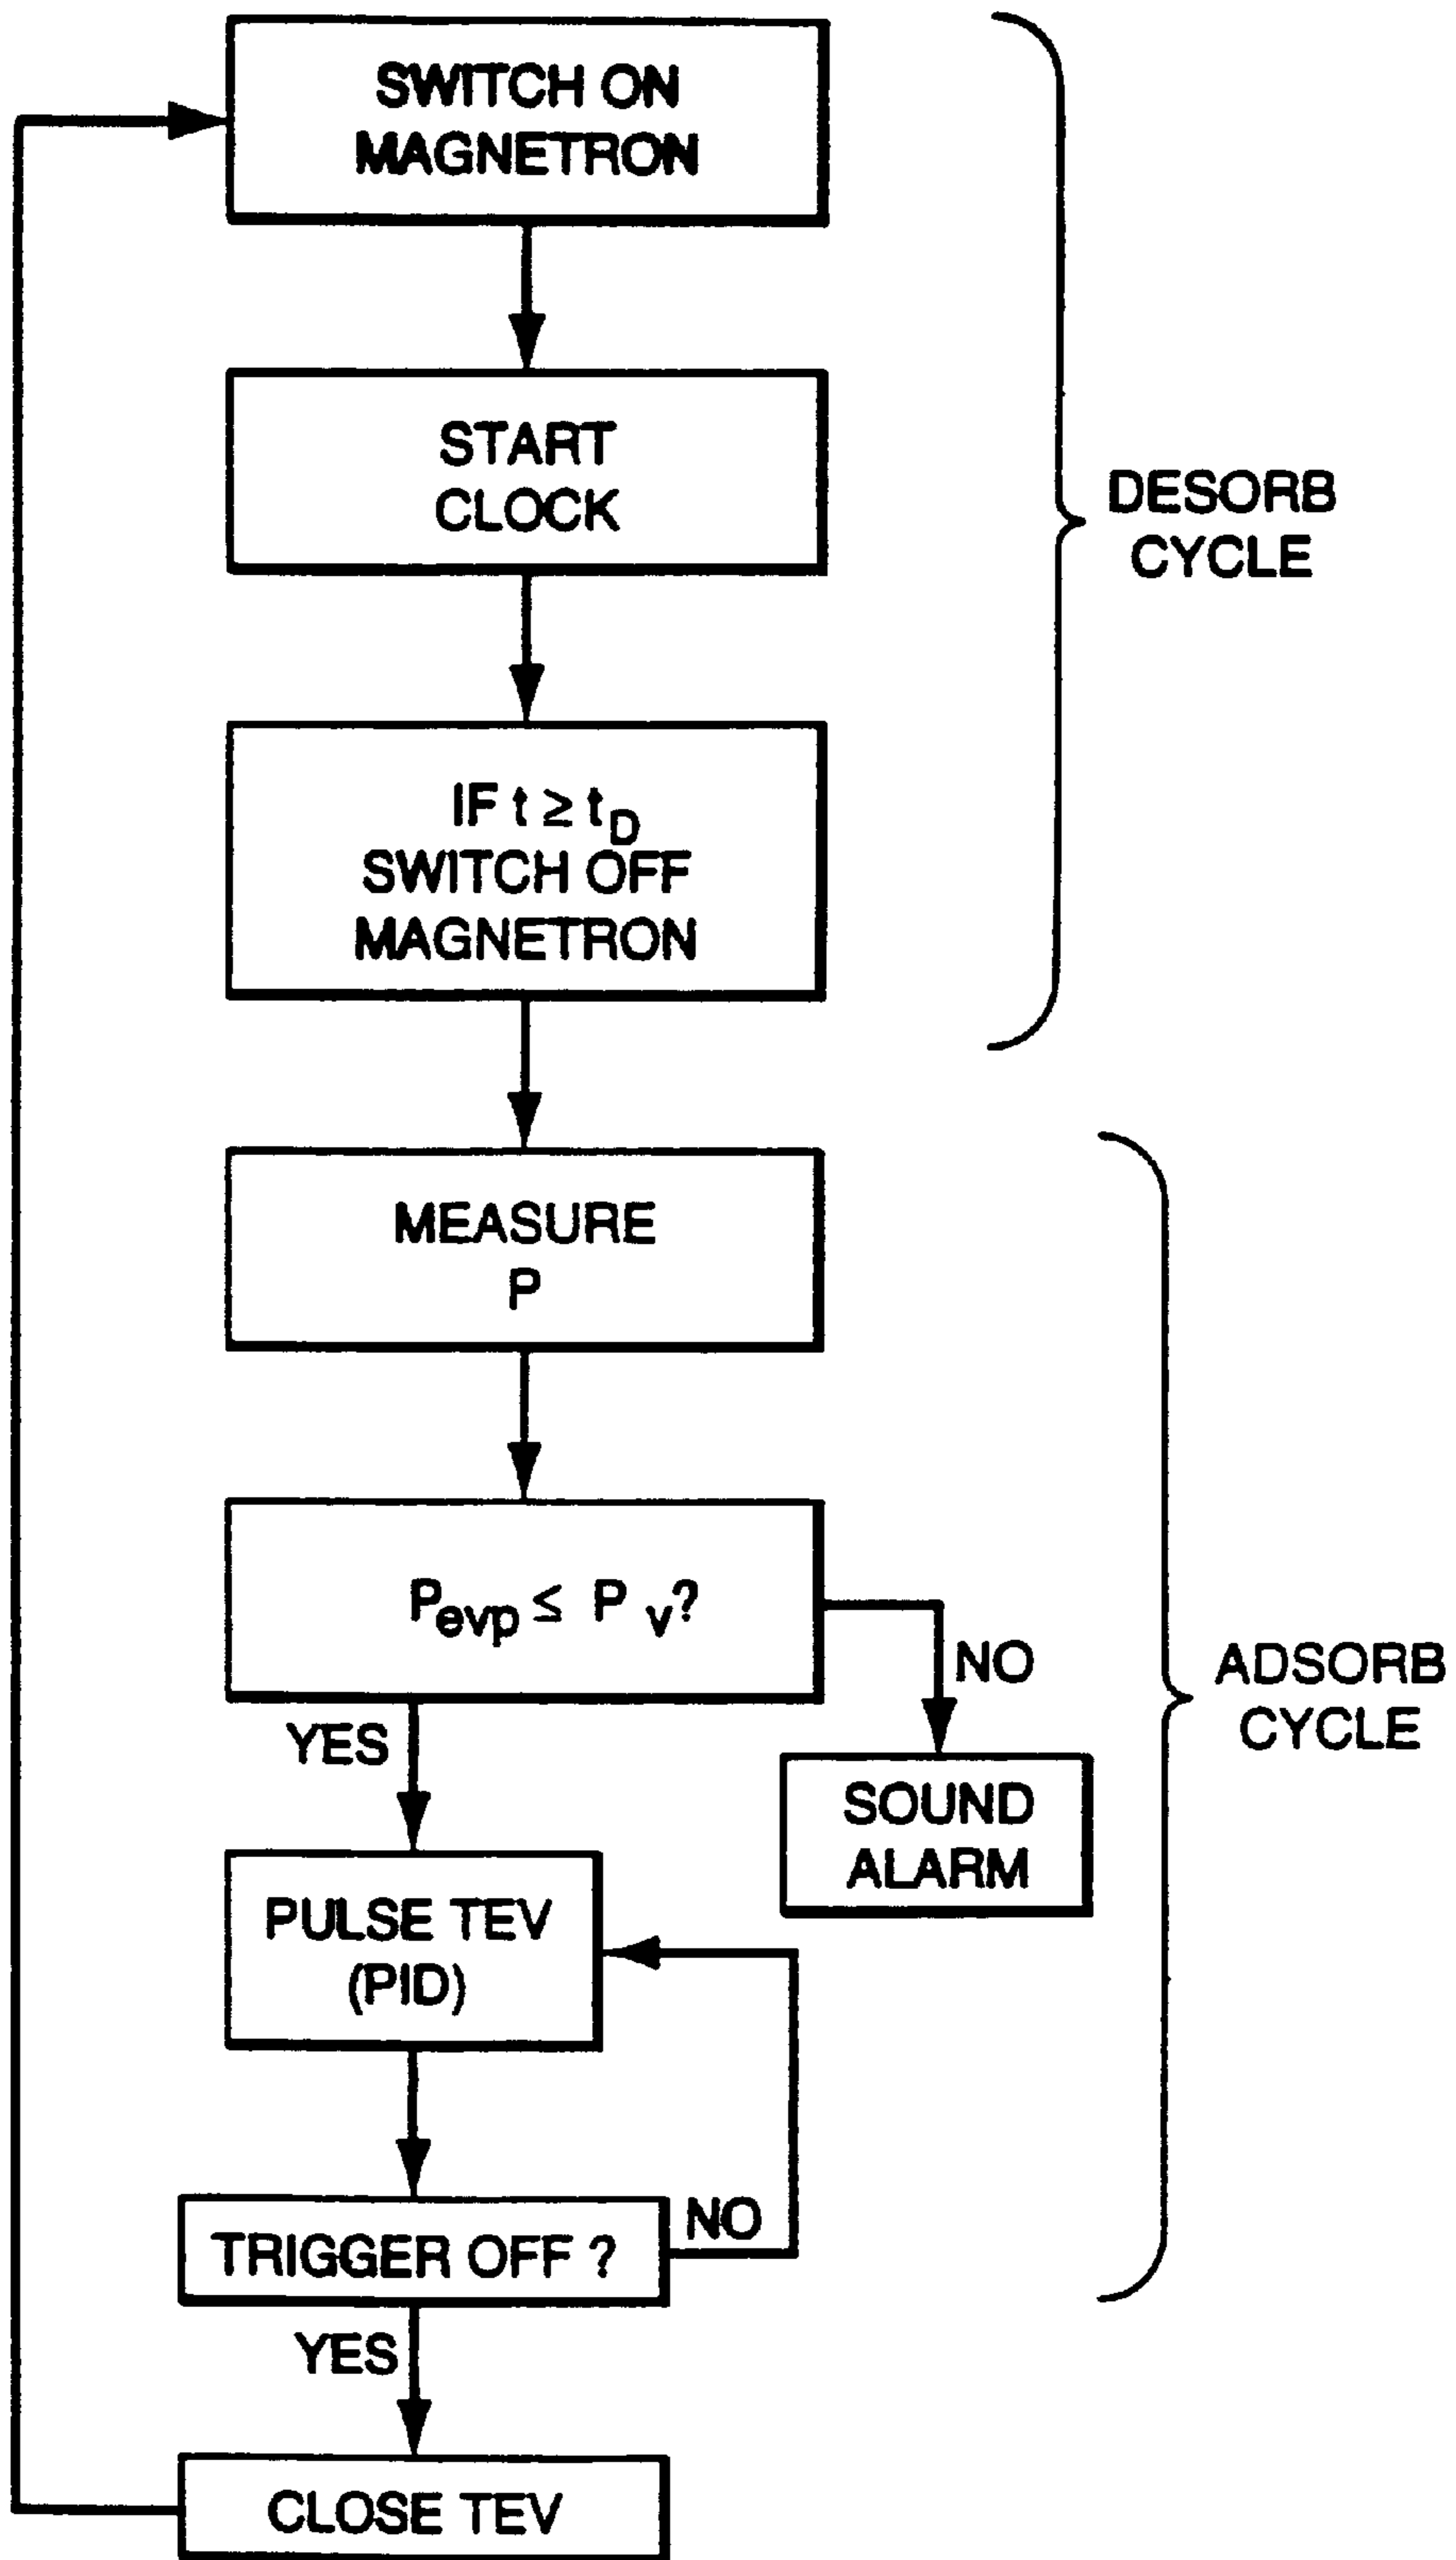 SWITCH ON
MAGNETRON
START
CLOCK
DESORB
CYCLE
IF t ≥ tD
SWITCH OFF
MAGNETRON
MEASURE
P
Pevp ≤ P v?
NO
YES
SOUND
ALARM
ADSORB
CYCLE
PULSE TEV
(PID)
TRIGGER OFF ?
NO
YES
CLOSE TEV